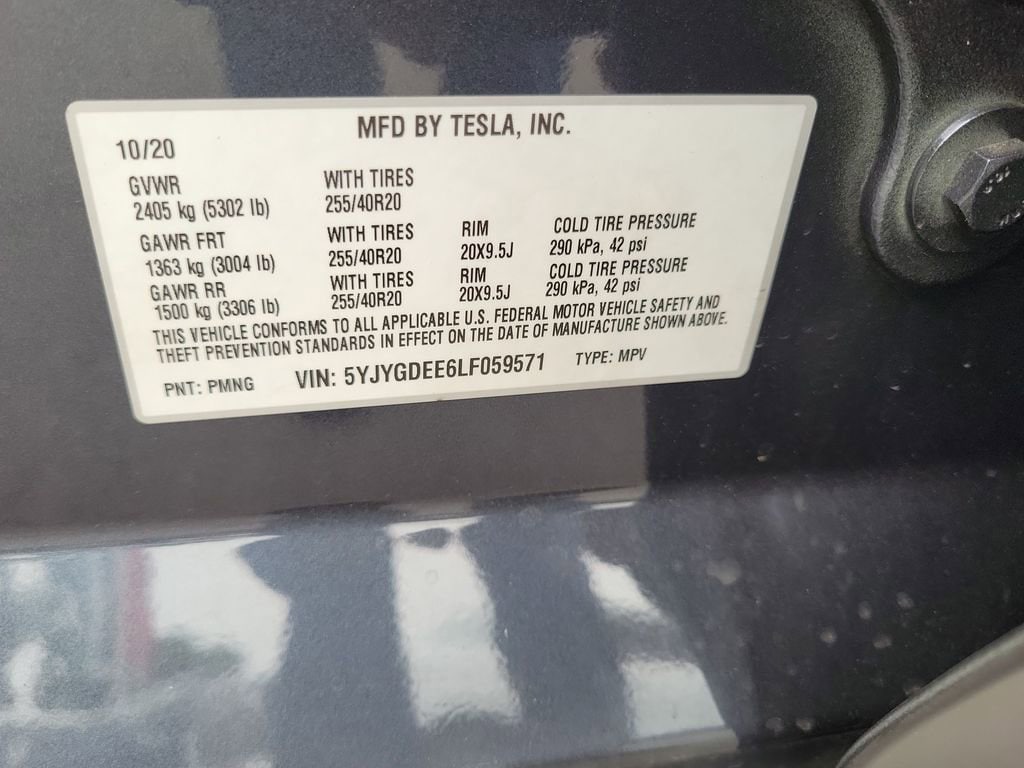 MFD BY TESLA, INC.
10/20
GVWR WITH TIRES
2405 kg (5302 lb) 255/40R20
GAWR FRT WITH TIRES RIM COLD TIRE PRESSURE
1363 kg (3004 lb) 255/40R20 20X9.5J 290 kPa, 42 psi
GAWR RR WITH TIRES RIM COLD TIRE PRESSURE
1500 kg (3306 lb) 255/40R20 20X9.5J 290 kPa, 42 psi
THIS VEHICLE CONFORMS TO ALL APPLICABLE U.S. FEDERAL MOTOR VEHICLE SAFETY AND
THEFT PREVENTION STANDARDS IN EFFECT ON THE DATE OF MANUFACTURE SHOWN ABOVE.
PNT: PMNG VIN: 5YJYGDEE6LF059571 TYPE: MPV